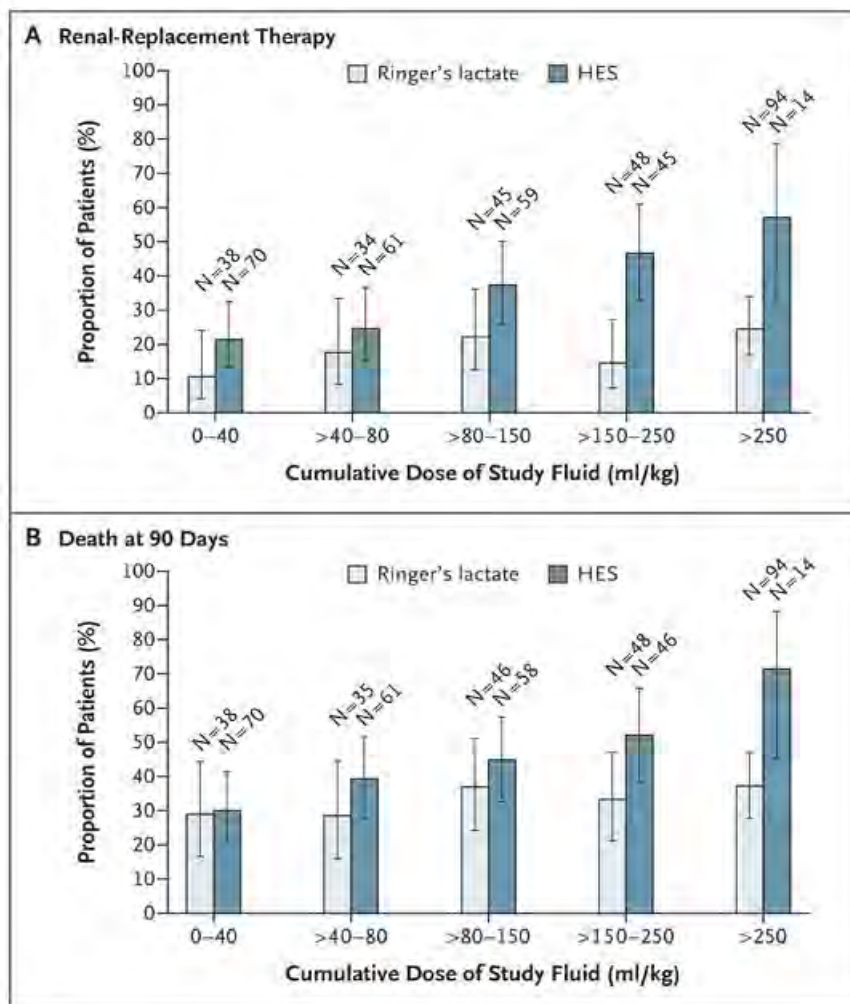 A Renal-Replacement Therapy
Ringer's lactate HES
Proportion of Patients (%)
100
90
80
70
60
50
40
30
20
10
0
N=38
N=70
N=34
N=61
N=45
N=59
N=48
N=45
N=94
N=14
0–40 >40–80 >80–150 >150–250 >250
Cumulative Dose of Study Fluid (ml/kg)
B Death at 90 Days
Ringer's lactate HES
Proportion of Patients (%)
100
90
80
70
60
50
40
30
20
10
0
N=38
N=70
N=35
N=61
N=46
N=58
N=48
N=46
N=94
N=14
0–40 >40–80 >80–150 >150–250 >250
Cumulative Dose of Study Fluid (ml/kg)